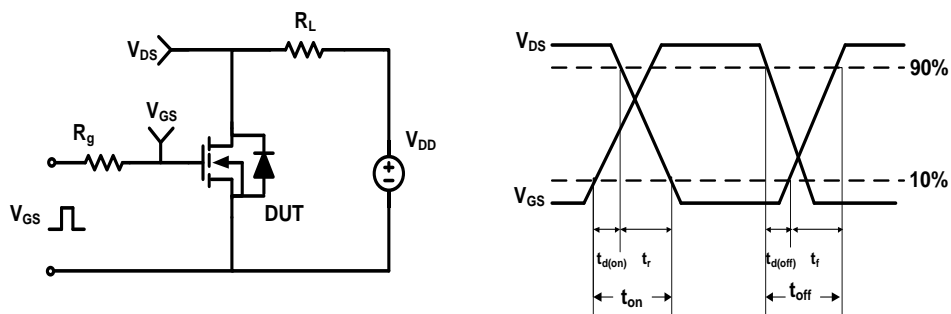 R_L
V_DS
V_GS
R_g
V_DD
DUT
V_GS
V_DS
90%
10%
V_GS
t_d(on) t_r t_d(off) t_f
t_on t_off